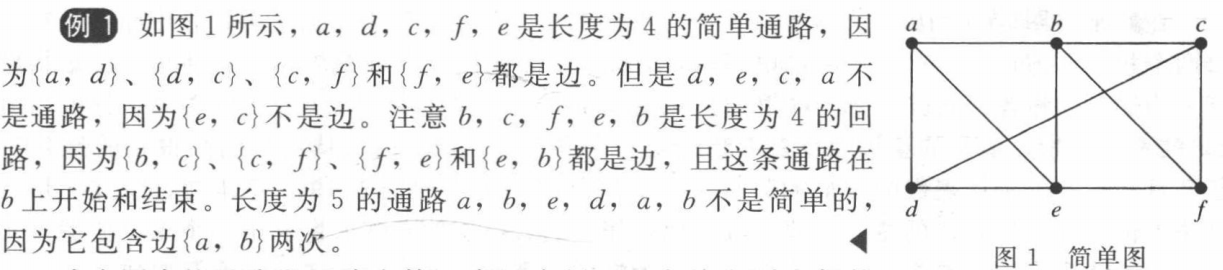 例 1 如图 1 所示，a，d，c，f，e 是长度为 4 的简单通路，因
为{a，d}、{d，c}、{c，f}和{f，e}都是边。但是 d，e，c，a 不
是通路，因为{e，c}不是边。注意 b，c，f，e，b 是长度为 4 的回
路，因为{b，c}、{c，f}、{f，e}和{e，b}都是边，且这条通路在
b 上开始和结束。长度为 5 的通路 a，b，e，d，a，b 不是简单的，
因为它包含边{a，b}两次。
a b c
d e f
图 1 简单图